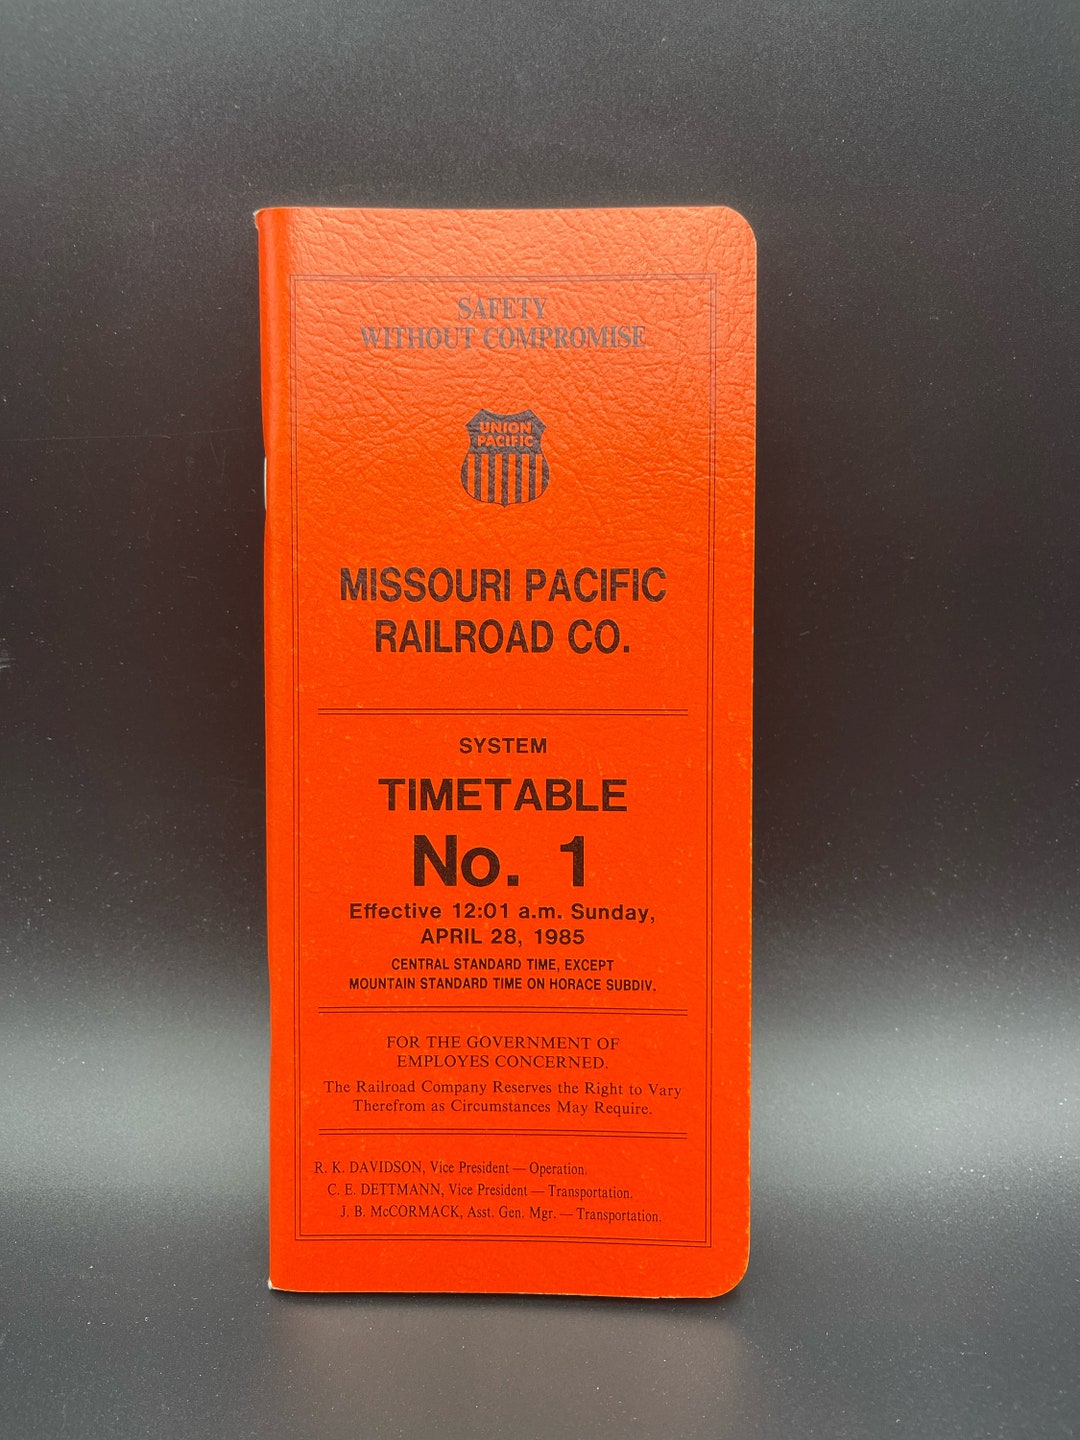 SAFETY
WITHOUT COMPROMISE
UNION
PACIFIC
MISSOURI PACIFIC
RAILROAD CO.
SYSTEM
TIMETABLE
No. 1
Effective 12:01 a.m. Sunday,
APRIL 28, 1985
CENTRAL STANDARD TIME, EXCEPT
MOUNTAIN STANDARD TIME ON HORACE SUBDIV.
FOR THE GOVERNMENT OF
EMPLOYES CONCERNED.
The Railroad Company Reserves the Right to Vary
Therefrom as Circumstances May Require.
R. K. DAVIDSON, Vice President — Operation.
C. E. DETTMANN, Vice President — Transportation.
J. B. McCORMACK, Asst. Gen. Mgr. — Transportation.